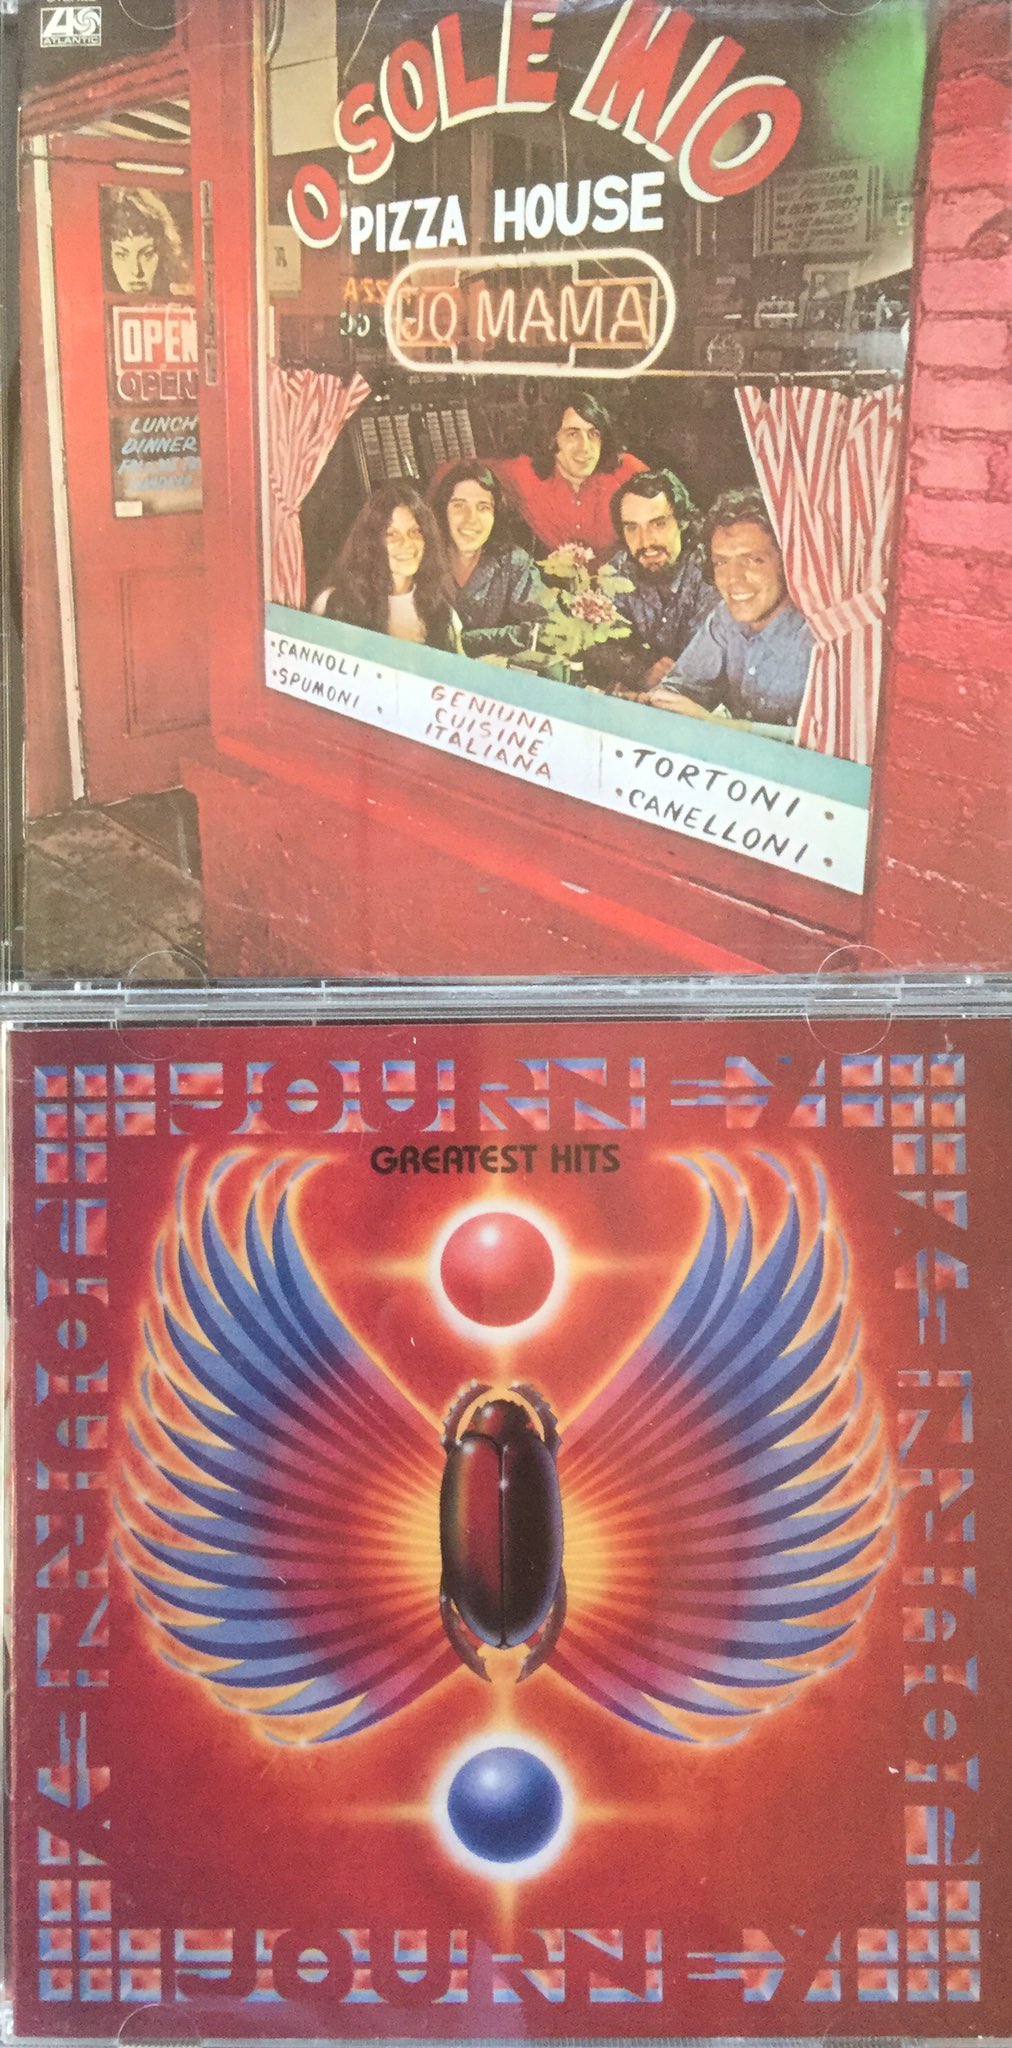 ATLANTIC
O SOLE MIO
PIZZA HOUSE
JO MAMA
OPEN
OPEN
LUNCH
DINNER
• CANNOLI •
• SPUMONI •
GENIUNA
CUISINE
ITALIANA
• TORTONI •
• CANELLONI •
JOURNEY
GREATEST HITS
JOURNEY
JOURNEY
JOURNEY